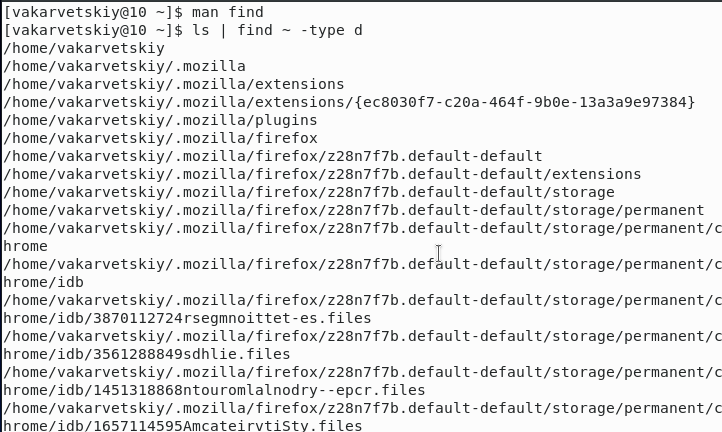 [vakarvetskiy@10 ~]$ man find
[vakarvetskiy@10 ~]$ ls | find ~ -type d
/home/vakarvetskiy
/home/vakarvetskiy/.mozilla
/home/vakarvetskiy/.mozilla/extensions
/home/vakarvetskiy/.mozilla/extensions/{ec8030f7-c20a-464f-9b0e-13a3a9e97384}
/home/vakarvetskiy/.mozilla/plugins
/home/vakarvetskiy/.mozilla/firefox
/home/vakarvetskiy/.mozilla/firefox/z28n7f7b.default-default
/home/vakarvetskiy/.mozilla/firefox/z28n7f7b.default-default/extensions
/home/vakarvetskiy/.mozilla/firefox/z28n7f7b.default-default/storage
/home/vakarvetskiy/.mozilla/firefox/z28n7f7b.default-default/storage/permanent
/home/vakarvetskiy/.mozilla/firefox/z28n7f7b.default-default/storage/permanent/c
hrome
/home/vakarvetskiy/.mozilla/firefox/z28n7f7b.default-default/storage/permanent/c
hrome/idb
/home/vakarvetskiy/.mozilla/firefox/z28n7f7b.default-default/storage/permanent/c
hrome/idb/3870112724rsegmnoittet-es.files
/home/vakarvetskiy/.mozilla/firefox/z28n7f7b.default-default/storage/permanent/c
hrome/idb/3561288849sdhlie.files
/home/vakarvetskiy/.mozilla/firefox/z28n7f7b.default-default/storage/permanent/c
hrome/idb/1451318868ntouromlalnodry--epcr.files
/home/vakarvetskiy/.mozilla/firefox/z28n7f7b.default-default/storage/permanent/c
hrome/idb/1657114595AmcateirvtiSty.files